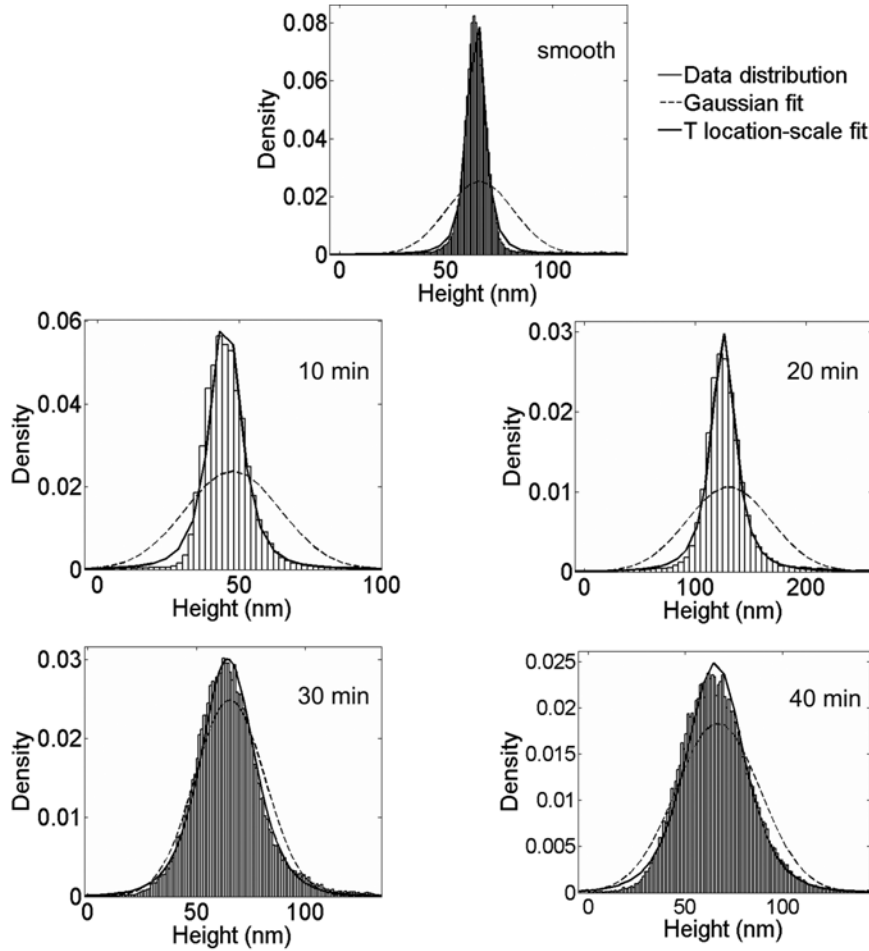 0.08
0.06
0.04
0.02
0
Density
smooth
0 50 100
Height (nm)
Data distribution
Gaussian fit
T location-scale fit
0.06
0.04
0.02
0
Density
10 min
0 50 100
Height (nm)
0.03
0.02
0.01
0
Density
20 min
0 100 200
Height (nm)
0.03
0.02
0.01
0
Density
30 min
0 50 100
Height (nm)
0.025
0.02
0.015
0.01
0.005
0
Density
40 min
0 50 100
Height (nm)